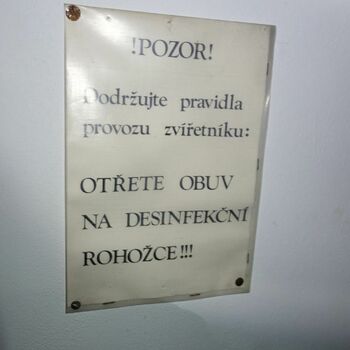 !POZOR!
Dodržujte pravidla
provozu zvířetníku:
OTŘETE OBUV
NA DESINFEKČNÍ
ROHOŽCE!!!